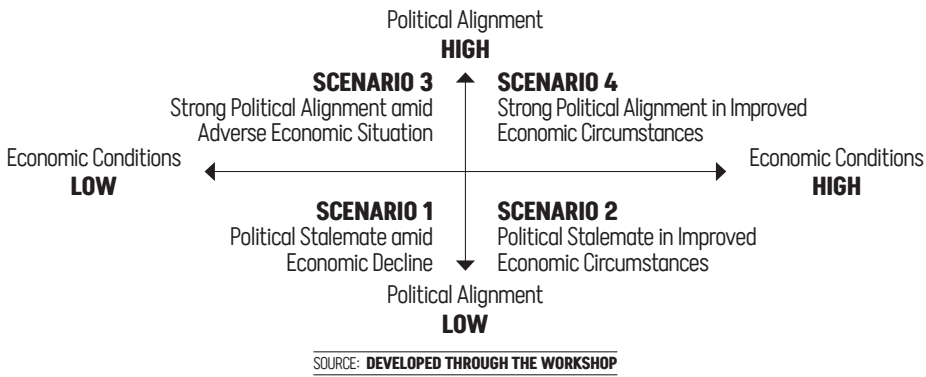 Political Alignment
HIGH
SCENARIO 3
Strong Political Alignment amid
Adverse Economic Situation
SCENARIO 4
Strong Political Alignment in Improved
Economic Circumstances
Economic Conditions
LOW
Economic Conditions
HIGH
SCENARIO 1
Political Stalemate amid
Economic Decline
SCENARIO 2
Political Stalemate in Improved
Economic Circumstances
Political Alignment
LOW
SOURCE: DEVELOPED THROUGH THE WORKSHOP